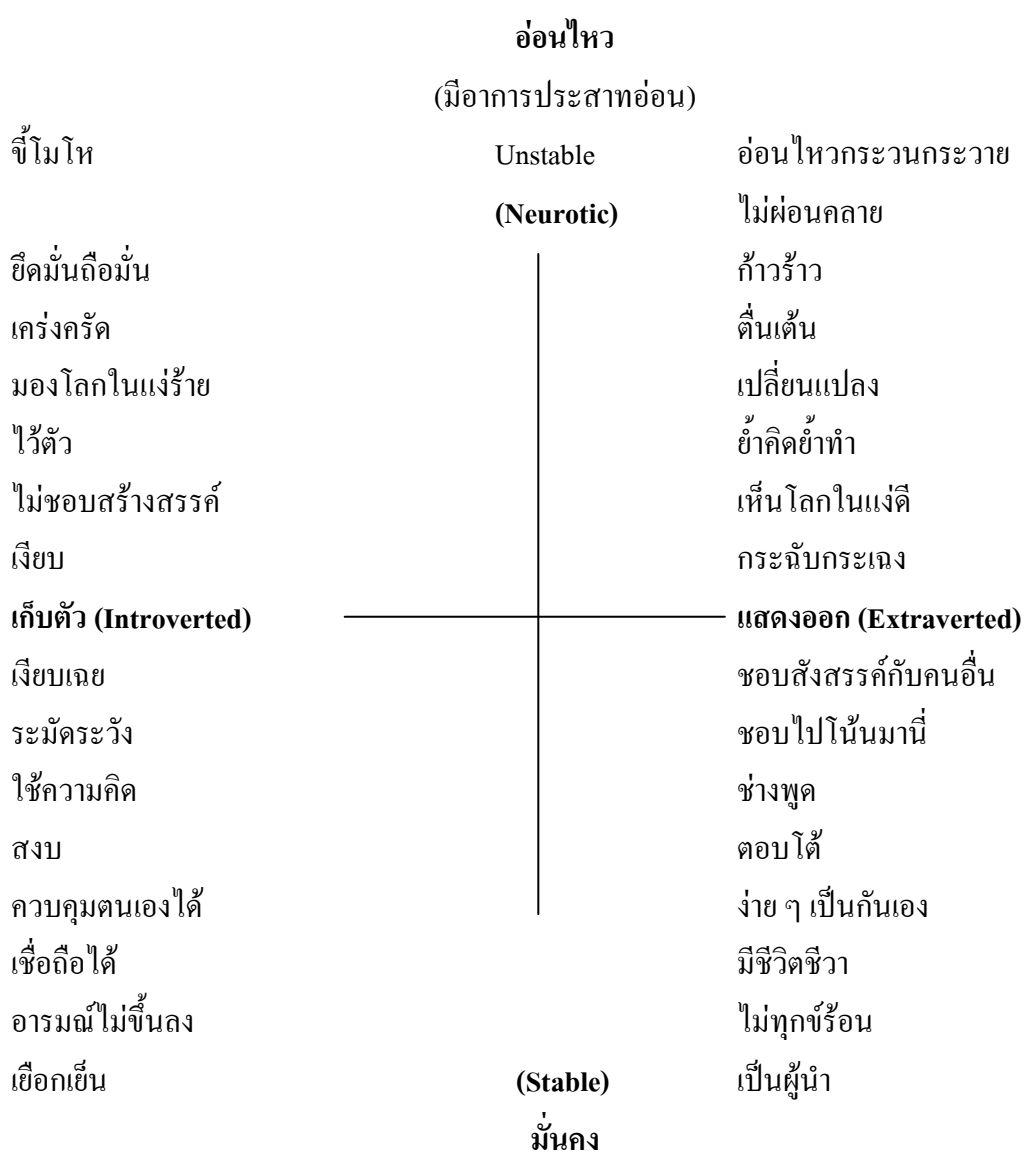 อ่อนไหว
(มีอาการประสาทอ่อน)
ขี้โมโห Unstable อ่อนไหวกระวนกระวาย
(Neurotic) ไม่ผ่อนคลาย
ยึดมั่นถือมั่น ก้าวร้าว
เคร่งครัด ตื่นเต้น
มองโลกในแง่ร้าย เปลี่ยนแปลง
ไว้ตัว ย้ำคิดย้ำทำ
ไม่ชอบสร้างสรรค์ เห็นโลกในแง่ดี
เงียบ กระฉับกระเฉง
เก็บตัว (Introverted) แสดงออก (Extraverted)
เงียบเฉย ชอบสังสรรค์กับคนอื่น
ระมัดระวัง ชอบไปโน้นมานี่
ใช้ความคิด ช่างพูด
สงบ ตอบโต้
ควบคุมตนเองได้ ง่าย ๆ เป็นกันเอง
เชื่อถือได้ มีชีวิตชีวา
อารมณ์ไม่ขึ้นลง ไม่ทุกข์ร้อน
เยือกเย็น (Stable) เป็นผู้นำ
มั่นคง